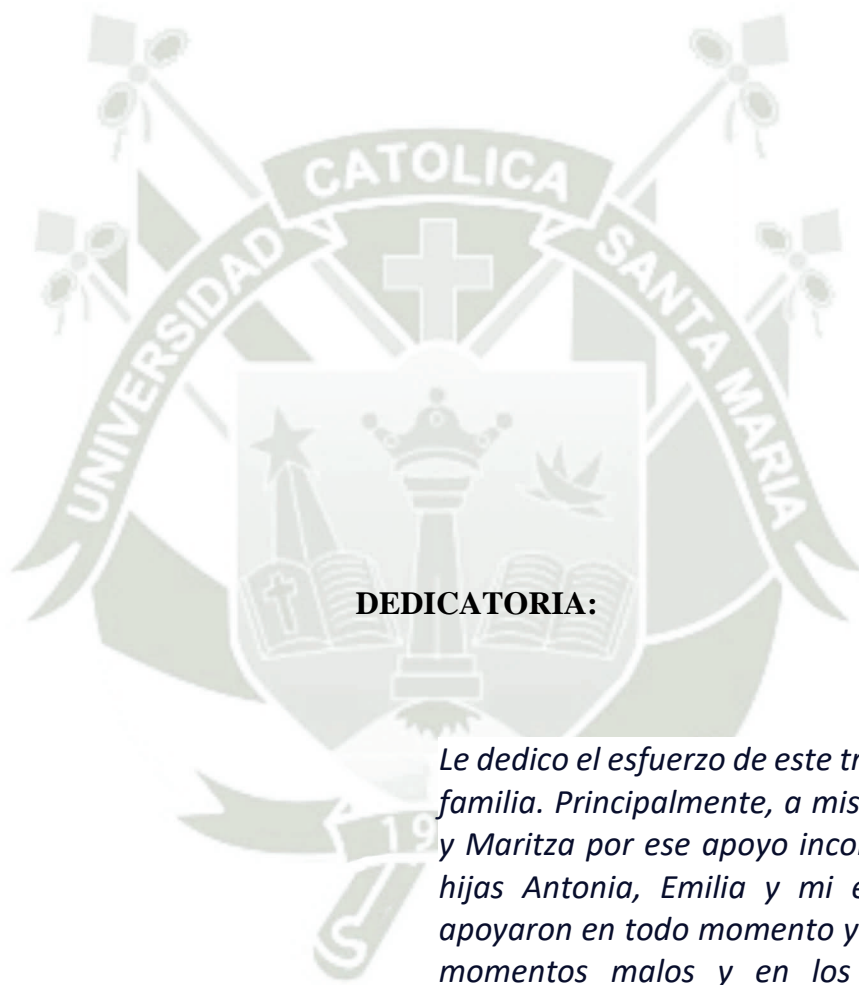 CATOLICA
UNIVERSIDAD
SANTA MARIA
DEDICATORIA:
Le dedico el esfuerzo de este tr
familia. Principalmente, a mis
19
y Maritza por ese apoyo
hijas Antonia, Emilia y mi e
apoyaron en todo momento y
momentos malos y en los